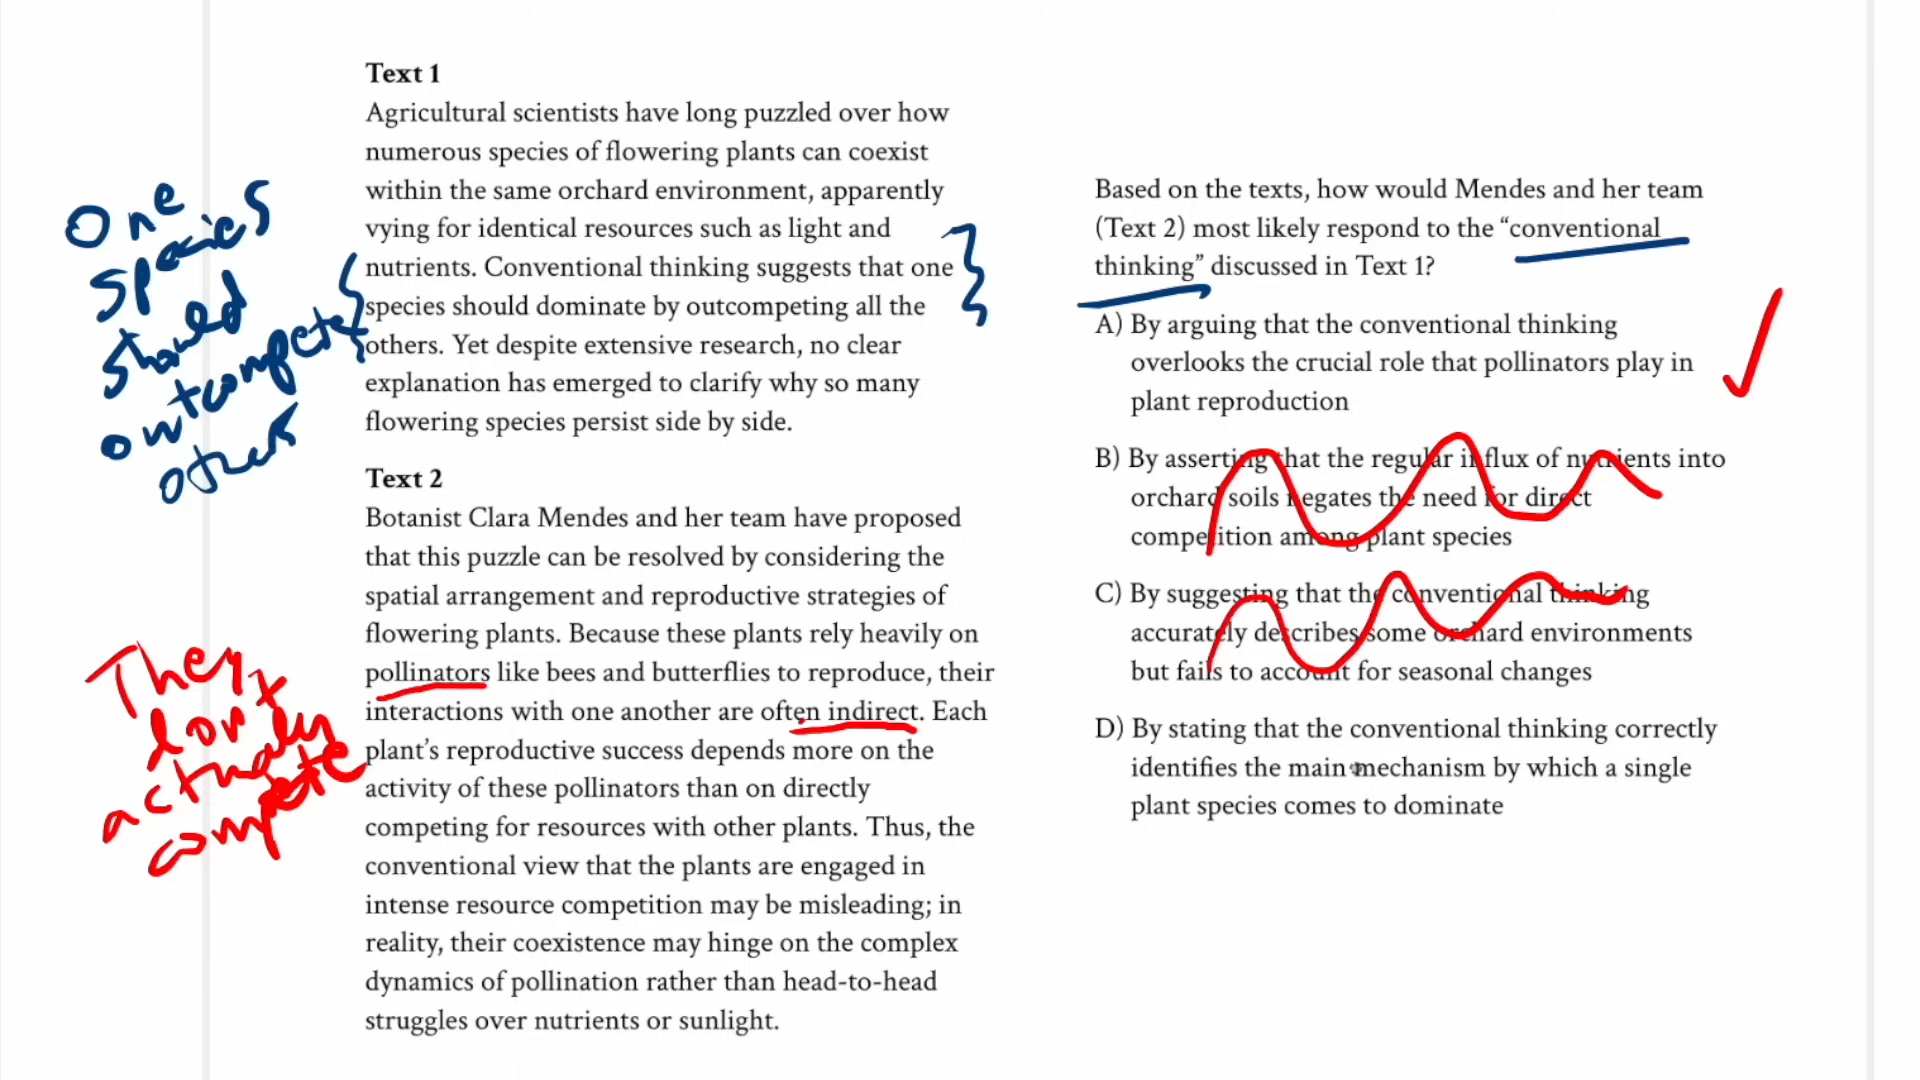 Text 1
Agricultural scientists have long puzzled over how
numerous species of flowering plants can coexist
within the same orchard environment, apparently
vying for identical resources such as light and
nutrients. Conventional thinking suggests that one
species should dominate by outcompeting all the
others. Yet despite extensive research, no clear
explanation has emerged to clarify why so many
flowering species persist side by side.
Text 2
Botanist Clara Mendes and her team have proposed
that this puzzle can be resolved by considering the
spatial arrangement and reproductive strategies of
flowering plants. Because these plants rely heavily on
pollinators like bees and butterflies to reproduce, their
interactions with one another are often indirect. Each
plant’s reproductive success depends more on the
activity of these pollinators than on directly
competing for resources with other plants. Thus, the
conventional view that the plants are engaged in
intense resource competition may be misleading; in
reality, their coexistence may hinge on the complex
dynamics of pollination rather than head-to-head
struggles over nutrients or sunlight.
One
species
should
outcompete
others
They
don't
actually
compete
Based on the texts, how would Mendes and her team
(Text 2) most likely respond to the “conventional
thinking” discussed in Text 1?
A) By arguing that the conventional thinking
overlooks the crucial role that pollinators play in
plant reproduction
B) By asserting that the regular influx of nutrients into
orchard soils negates the need for direct
competition among plant species
C) By suggesting that the conventional thinking
accurately describes some orchard environments
but fails to account for seasonal changes
D) By stating that the conventional thinking correctly
identifies the main mechanism by which a single
plant species comes to dominate